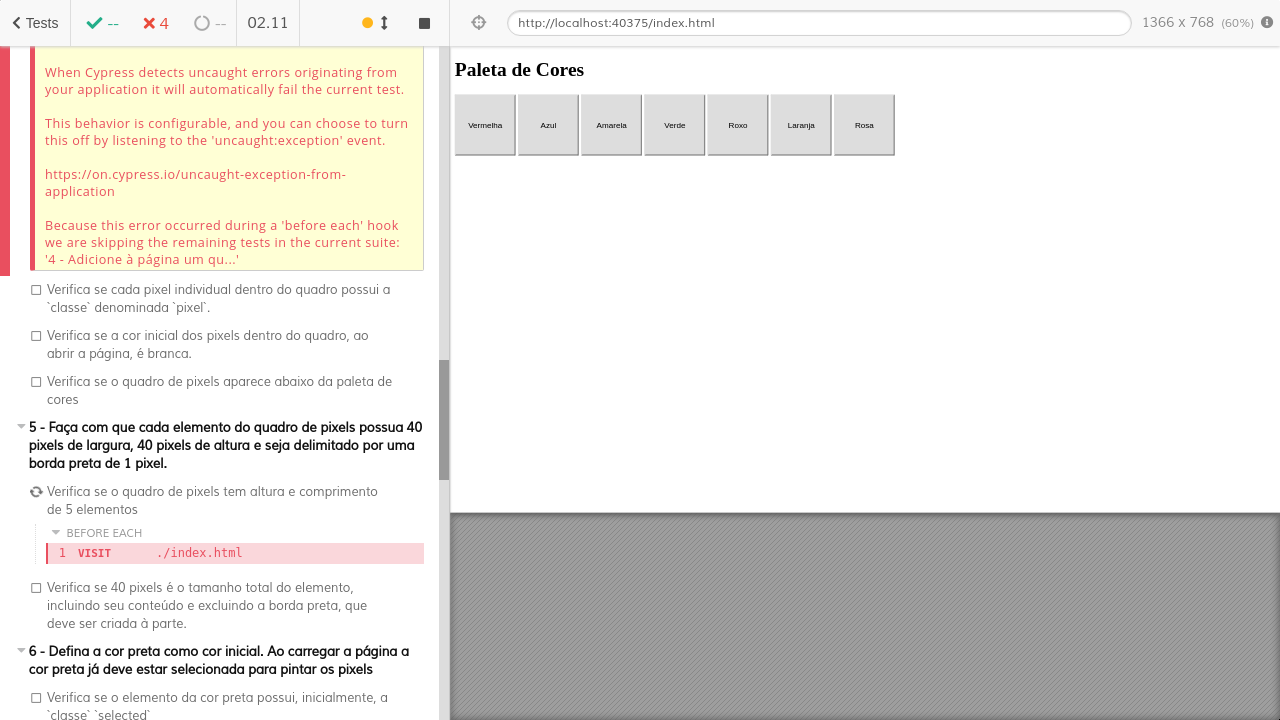 Tests
--
4
--
02.11
http://localhost:40375/index.html
1366 x 768 (60%)
When Cypress detects uncaught errors originating from
your application it will automatically fail the current test.
This behavior is configurable, and you can choose to turn
this off by listening to the 'uncaught:exception' event.
https://on.cypress.io/uncaught-exception-from-
application
Because this error occurred during a 'before each' hook
we are skipping the remaining tests in the current suite:
'4 - Adicione à página um qu...'
Verifica se cada pixel individual dentro do quadro possui a
`classe` denominada `pixel`.
Verifica se a cor inicial dos pixels dentro do quadro, ao
abrir a página, é branca.
Verifica se o quadro de pixels aparece abaixo da paleta de
cores
5 - Faça com que cada elemento do quadro de pixels possua 40
pixels de largura, 40 pixels de altura e seja delimitado por uma
borda preta de 1 pixel.
Verifica se o quadro de pixels tem altura e comprimento
de 5 elementos
BEFORE EACH
1 VISIT ./index.html
Verifica se 40 pixels é o tamanho total do elemento,
incluindo seu conteúdo e excluindo a borda preta, que
deve ser criada à parte.
6 - Defina a cor preta como cor inicial. Ao carregar a página a
cor preta já deve estar selecionada para pintar os pixels
Verifica se o elemento da cor preta possui, inicialmente, a
`classe` `selected`
Paleta de Cores
Vermelha
Azul
Amarela
Verde
Roxo
Laranja
Rosa